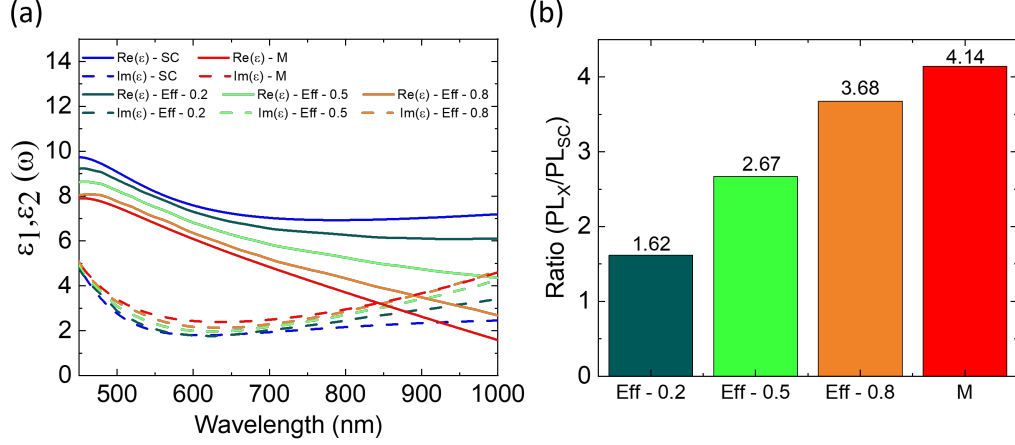 (a)
(b)
14
12
10
8
6
4
2
0
ε1,ε2 (ω)
Re(ε) - SC Re(ε) - M
Im(ε) - SC Im(ε) - M
Re(ε) - Eff - 0.2 Re(ε) - Eff - 0.5 Re(ε) - Eff - 0.8
Im(ε) - Eff - 0.2 Im(ε) - Eff - 0.5 Im(ε) - Eff - 0.8
500 600 700 800 900 1000
Wavelength (nm)
4
3
2
1
0
Ratio (PLX/PLSC)
1.62
2.67
3.68
4.14
Eff - 0.2 Eff - 0.5 Eff - 0.8 M